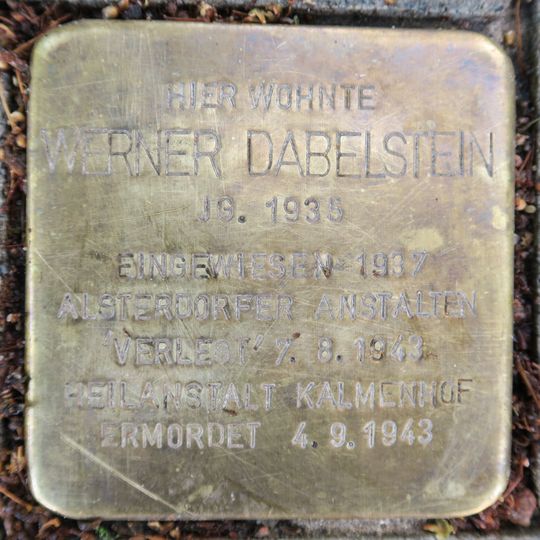 HIER WOHNTE
WERNER DABELSTEIN
JG. 1935
EINGEWIESEN 1937
ALSTERDORFER ANSTALTEN
'VERLEGT' 7. 8. 1943
HEILANSTALT KALMENHOF
ERMORDET 4. 9. 1943